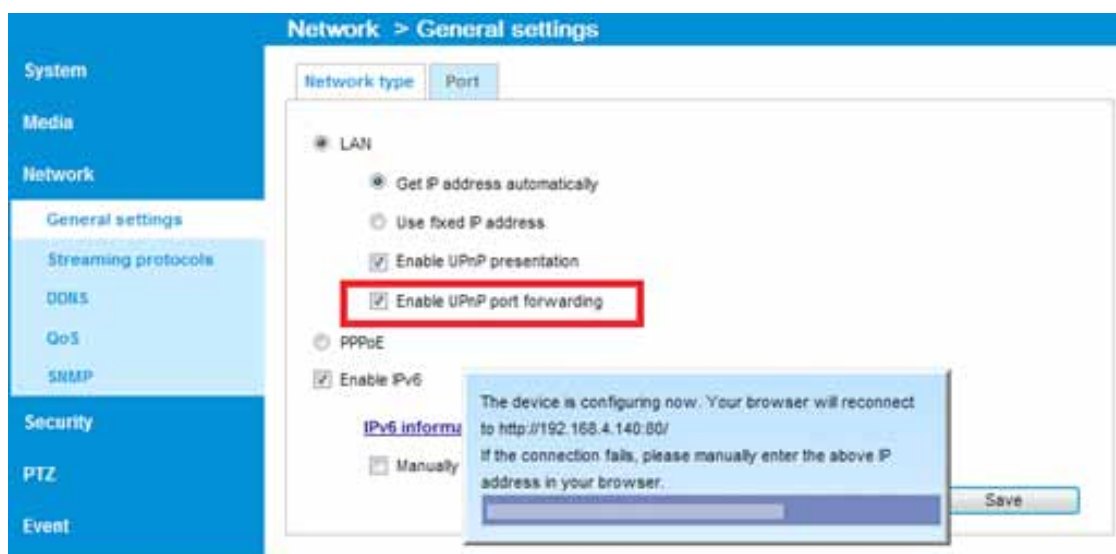 Network > General settings
System
Media
Network
General settings
Streaming protocols
DDNS
QoS
SNMP
Security
PTZ
Event
Network type
Port
LAN
Get IP address automatically
Use fixed IP address
Enable UPnP presentation
Enable UPnP port forwarding
PPPoE
Enable IPv6
IPv6 informa
Manually
The device is configuring now. Your browser will reconnect
to http://192.168.4.140:80/
If the connection fails, please manually enter the above IP
address in your browser.
Save